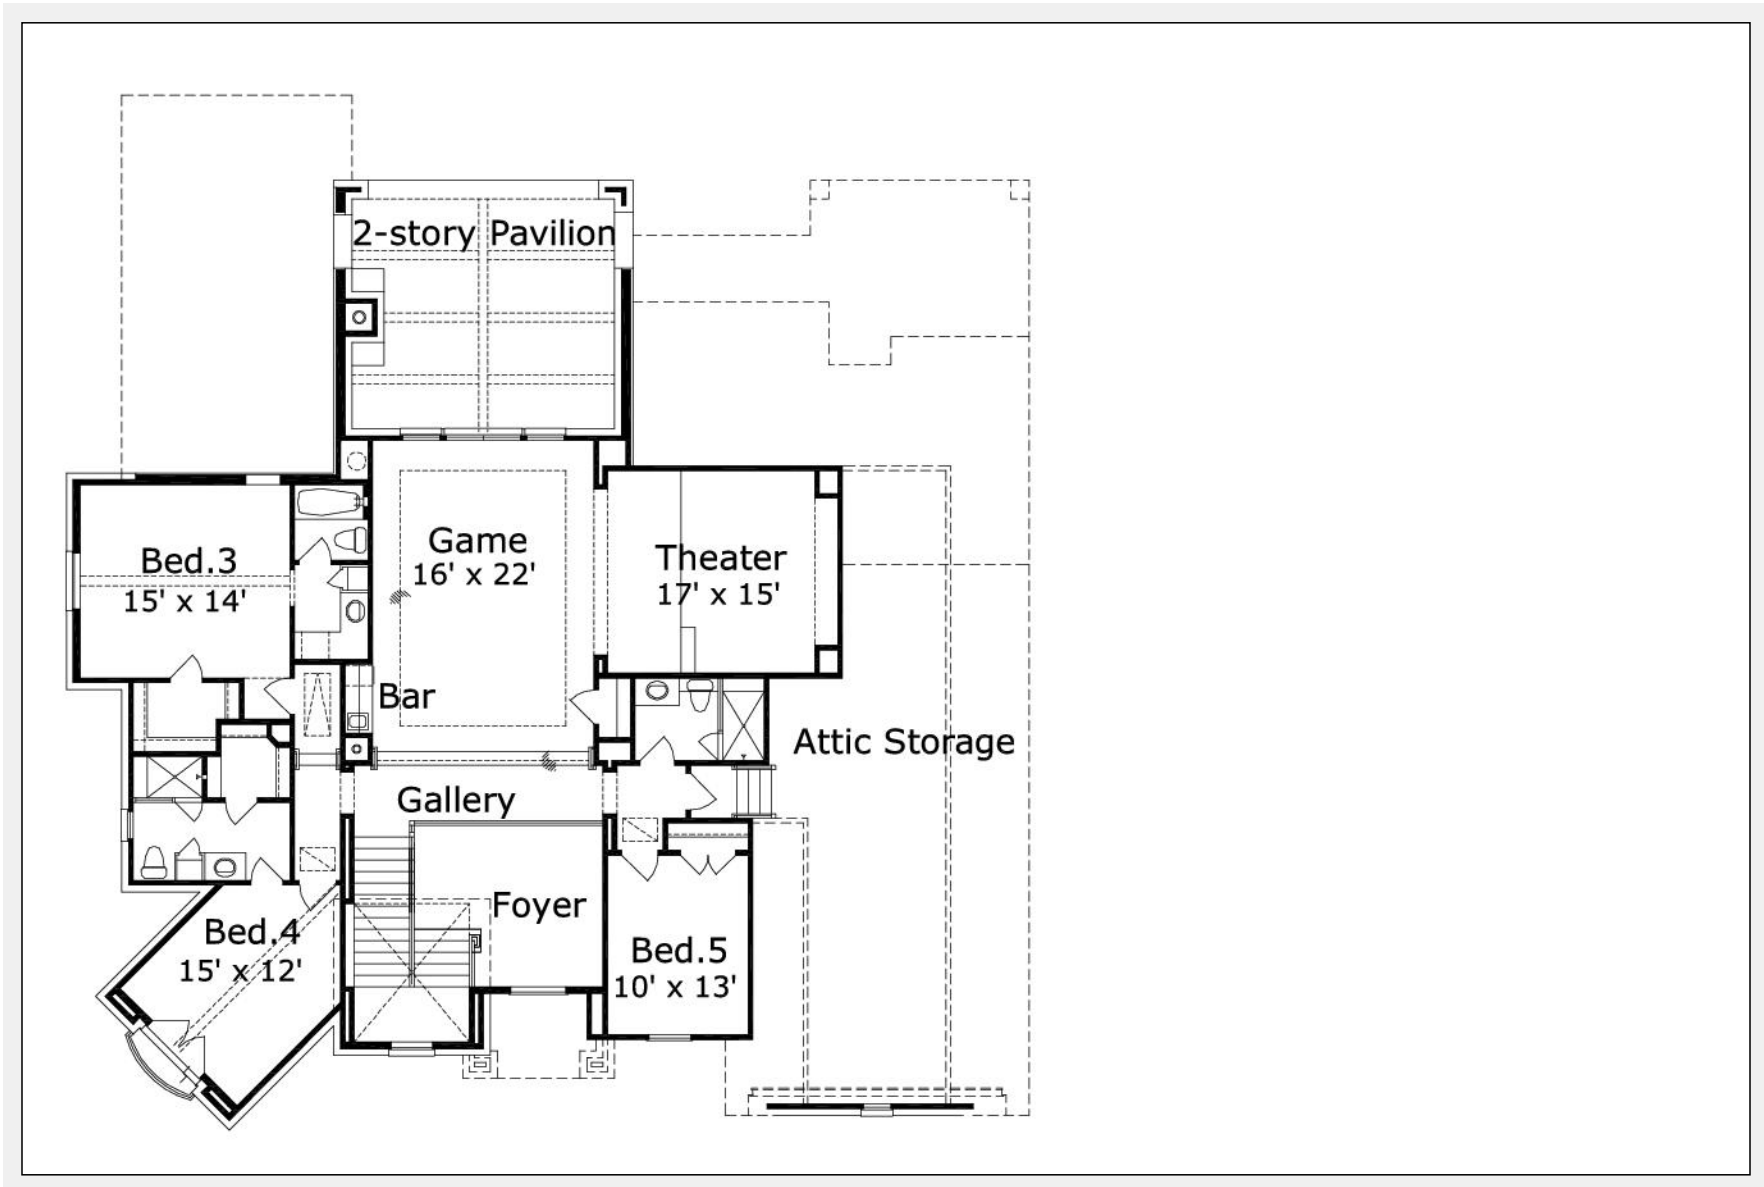 2-story Pavilion
Game
16' x 22'
Bed.3
15' x 14'
Theater
17' x 15'
Bar
Attic Storage
Gallery
Foyer
Bed.4
15' x 12'
Bed.5
10' x 13'